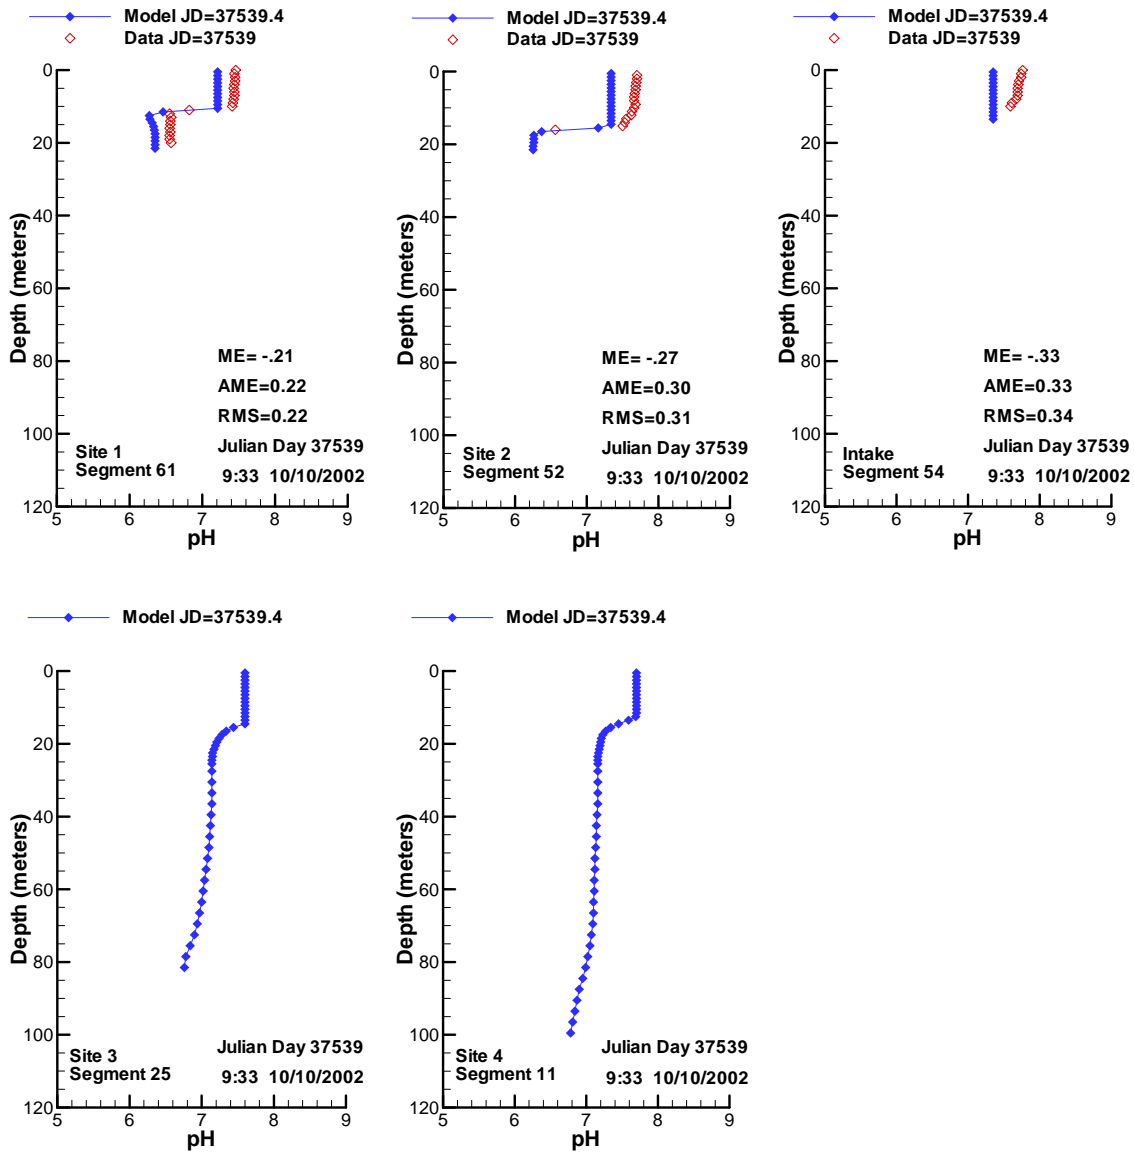 Model JD=37539.4
Data JD=37539
0
20
40
60
80
100
120
Depth (meters)
ME= -.21
AME=0.22
RMS=0.22
Site 1
Segment 61
Julian Day 37539
9:33 10/10/2002
5 6 7 8 9
pH
Model JD=37539.4
Data JD=37539
0
20
40
60
80
100
120
Depth (meters)
ME= -.27
AME=0.30
RMS=0.31
Site 2
Segment 52
Julian Day 37539
9:33 10/10/2002
5 6 7 8 9
pH
Model JD=37539.4
Data JD=37539
0
20
40
60
80
100
120
Depth (meters)
ME= -.33
AME=0.33
RMS=0.34
Intake
Segment 54
Julian Day 37539
9:33 10/10/2002
5 6 7 8 9
pH
Model JD=37539.4
0
20
40
60
80
100
120
Depth (meters)
Site 3
Segment 25
Julian Day 37539
9:33 10/10/2002
5 6 7 8 9
pH
Model JD=37539.4
0
20
40
60
80
100
120
Depth (meters)
Site 4
Segment 11
Julian Day 37539
9:33 10/10/2002
5 6 7 8 9
pH